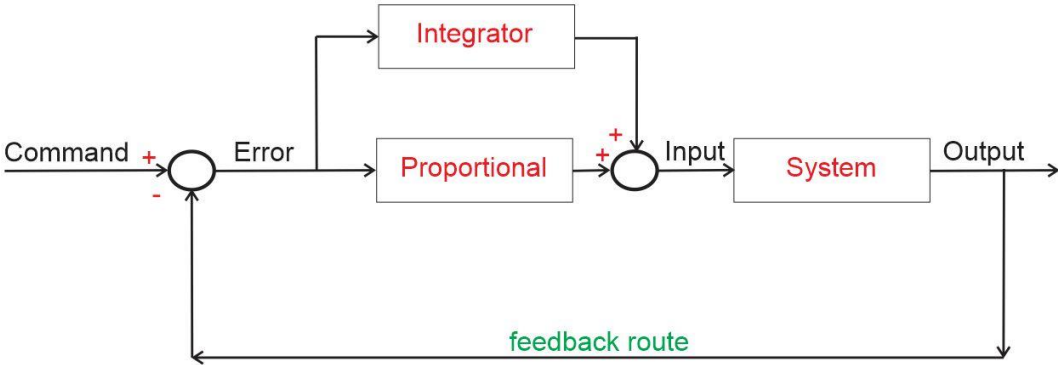 Integrator
+
Command + Error Proportional + Input System Output
-
feedback route